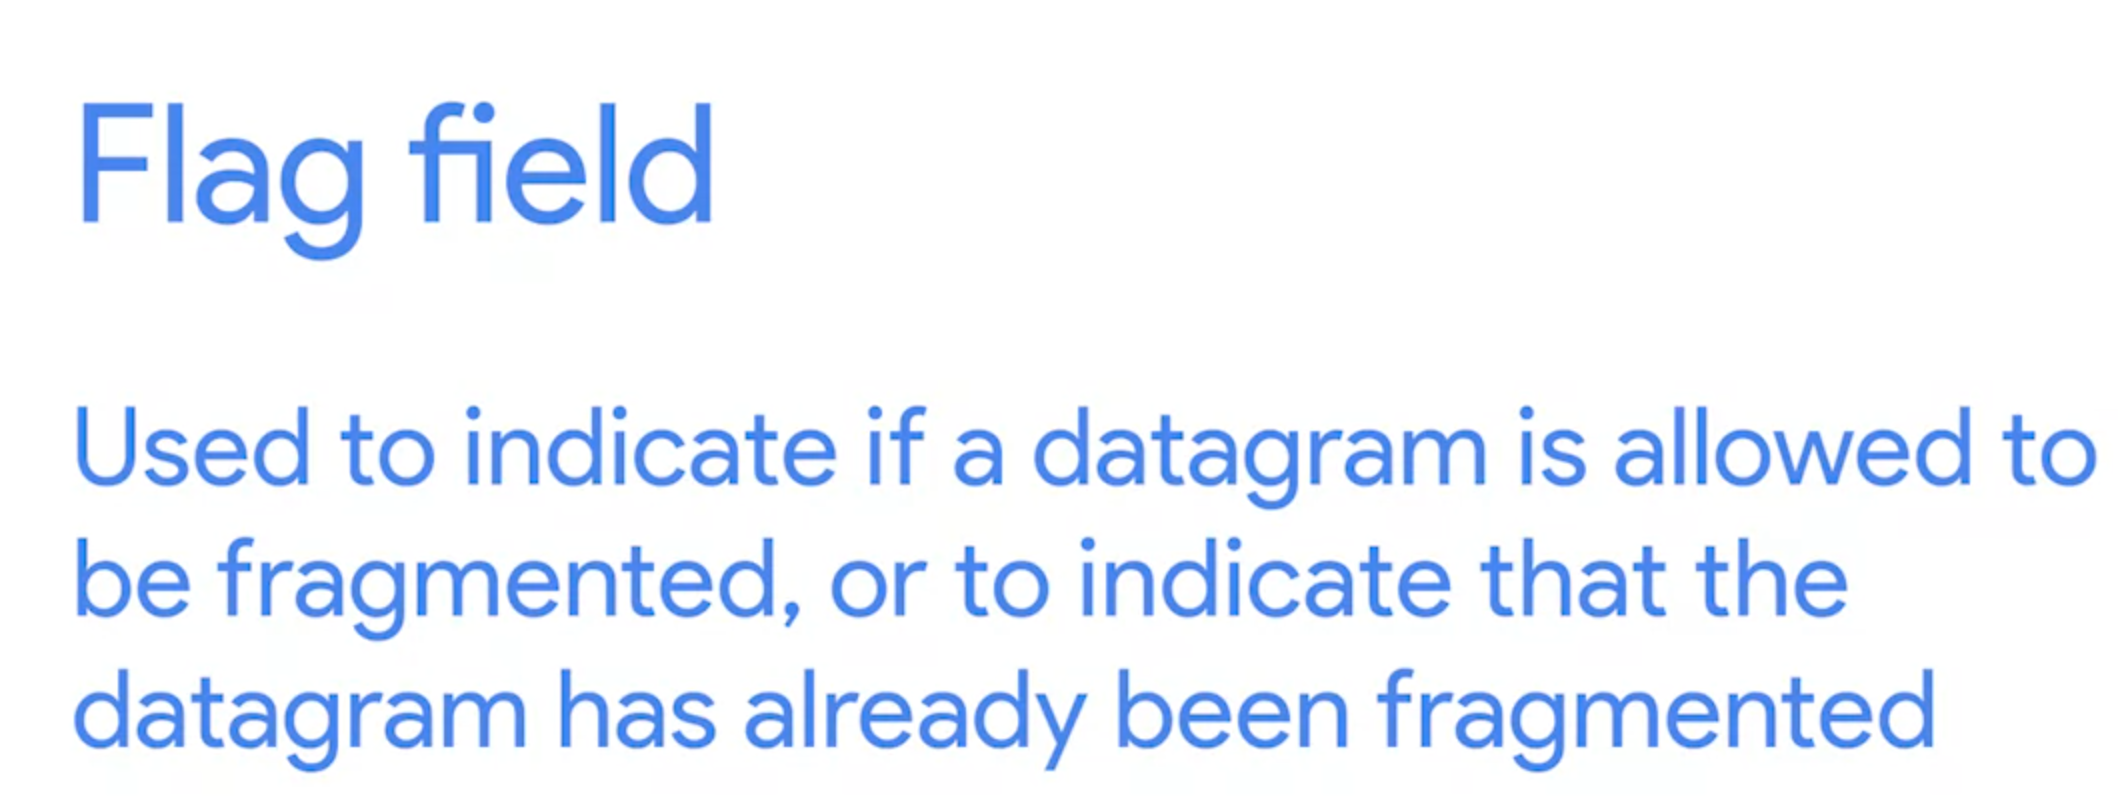 Flag field
Used to indicate if a datagram is allowed to
be fragmented, or to indicate that the
datagram has already been fragmented